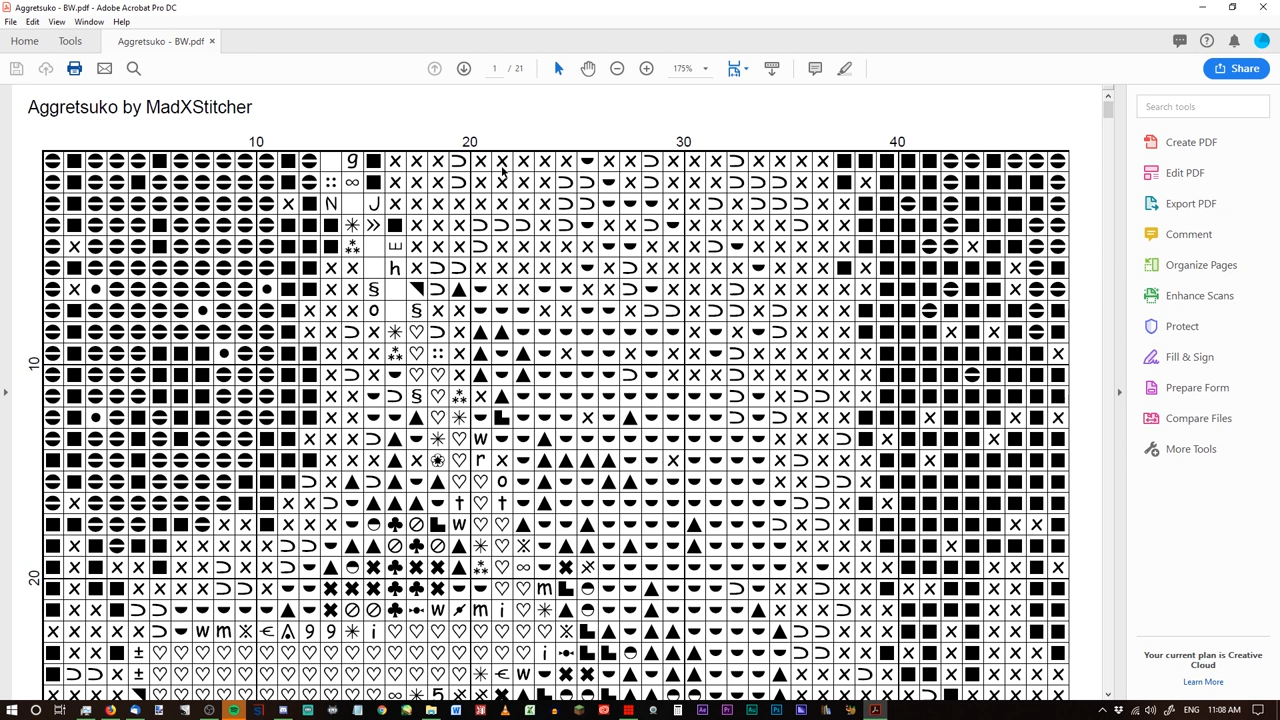 Aggretsuko - BW.pdf - Adobe Acrobat Pro DC
File Edit View Window Help
Home Tools Aggretsuko - BW.pdf ×
1 / 21 175% Share
Aggretsuko by MadXStitcher
10 20 30 40
10
20
Search tools
Create PDF
Edit PDF
Export PDF
Comment
Organize Pages
Enhance Scans
Protect
Fill & Sign
Prepare Form
Compare Files
More Tools
Your current plan is Creative
Cloud
Learn More
11:08 AM